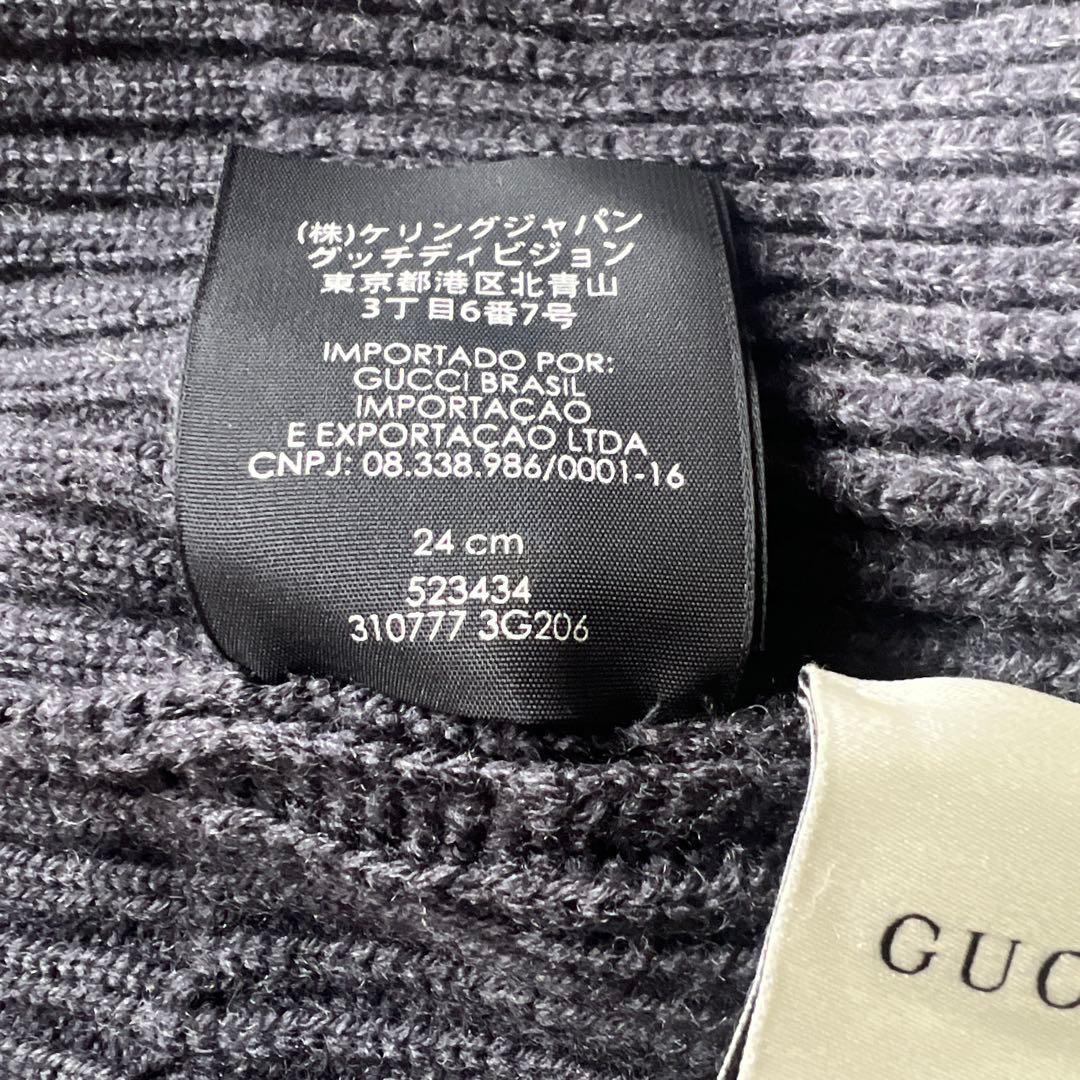 (株)ケリングジャパン
グッチディビジョン
東京都港区北青山
3丁目6番7号
IMPORTADO POR:
GUCCI BRASIL
IMPORTAÇAO
E EXPORTAÇAO LTDA
CNPJ: 08.338.986/0001-16
24 cm
523434
310777 3G206
GUC